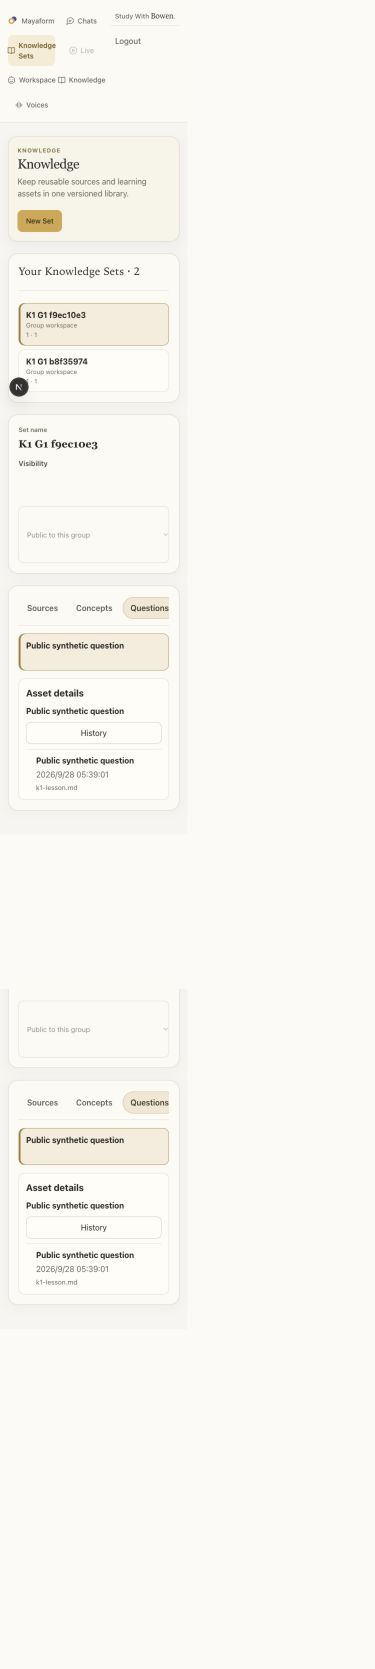 Mayaform
Chats
Study With Bowen.
Knowledge Sets
Live
Logout
Workspace
Knowledge
Voices
KNOWLEDGE
Knowledge
Keep reusable sources and learning
assets in one versioned library.
New Set
Your Knowledge Sets · 2
K1 G1 f9ec10e3
Group workspace
1 · 1
K1 G1 b8f35974
Group workspace
· 1
N
Set name
K1 G1 f9ec10e3
Visibility
Public to this group
Sources
Concepts
Questions
Public synthetic question
Asset details
Public synthetic question
History
Public synthetic question
2026/9/28 05:39:01
k1-lesson.md
Public to this group
Sources
Concepts
Questions
Public synthetic question
Asset details
Public synthetic question
History
Public synthetic question
2026/9/28 05:39:01
k1-lesson.md